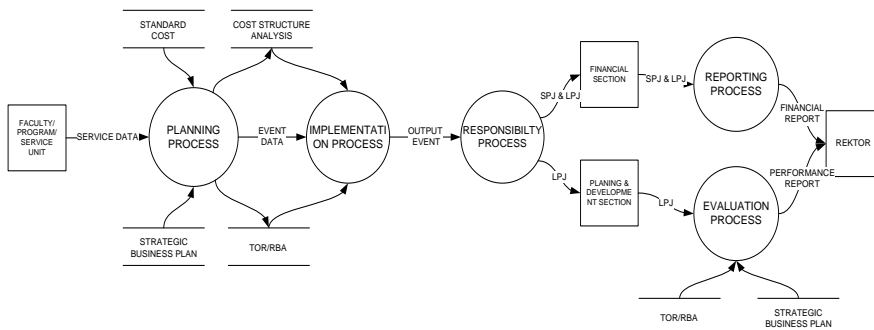 STANDARD
COST
COST STRUCTURE
ANALYSIS
FACULTY/
PROGRAM/
SERVICE
UNIT
SERVICE DATA
PLANNING
PROCESS
EVENT
DATA
IMPLEMENTATI
ON PROCESS
OUTPUT
EVENT
RESPONSIBILTY
PROCESS
SPJ & LPJ
FINANCIAL
SECTION
SPJ & LPJ
REPORTING
PROCESS
FINANCIAL
REPORT
REKTOR
LPJ
PLANING &
DEVELOPME
NT SECTION
LPJ
EVALUATION
PROCESS
PERFORMANCE
REPORT
STRATEGIC
BUSINESS PLAN
TOR/RBA
TOR/RBA
STRATEGIC
BUSINESS PLAN